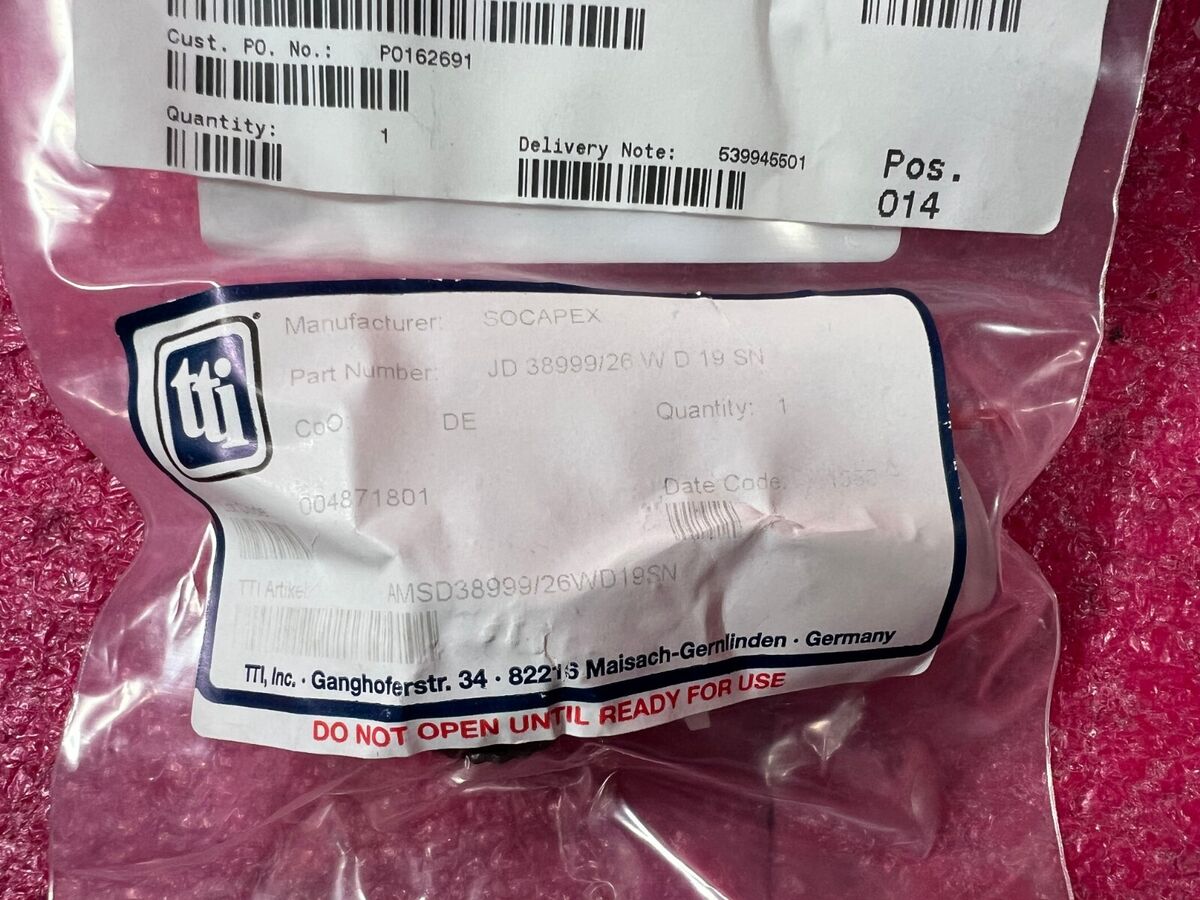 Cust. PO. No.: PO162691
Quantity: 1
Delivery Note: 539946501
Pos.
014
tti
Manufacturer: SOCAPEX
Part Number: JD 38999/26 W D 19 SN
CoO: DE
Quantity: 1
004871801
Date Code:
TTI Artikel AMSD38999/26WD19SN
TTI, Inc. · Ganghoferstr. 34 · 82216 Maisach-Gernlinden · Germany
DO NOT OPEN UNTIL READY FOR USE